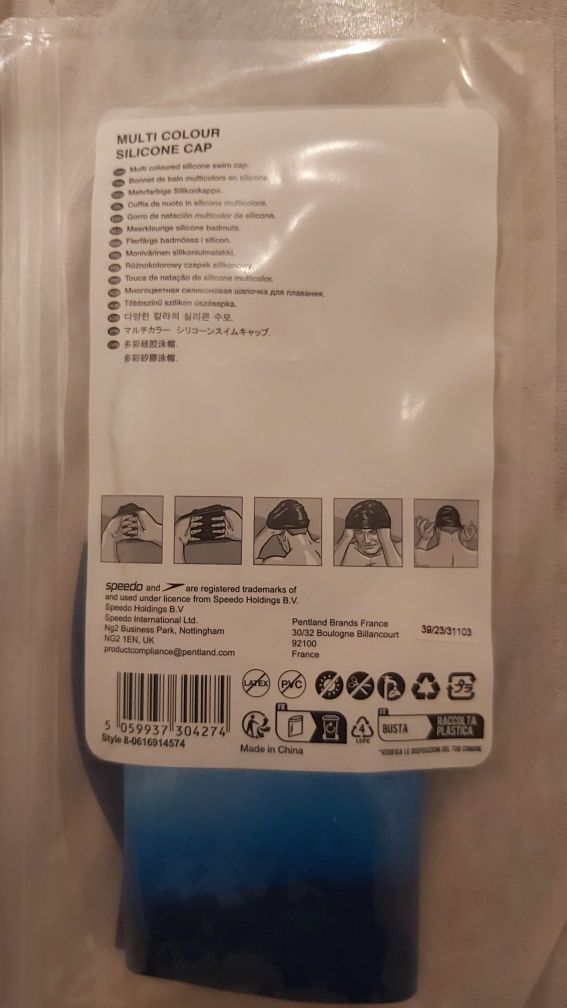 MULTI COLOUR
SILICONE CAP
Multi coloured silicone swim cap.
Bonnet de bain multicolore en silicone.
Mehrfarbige Silikonkappe.
Cuffia da nuoto in silicone multicolore.
Gorro de natación multicolor de silicona.
Meerkleurige silicone badmuts.
Flerfärgs badmössa i silicon.
Monivärinen silikoniuimalakki.
Różnokolorowy czepek silikonowy.
Touca de natação de silicone multicolor.
Многоцветная силиконовая шапочка для плавания.
Többszínű szilikon úszósapka.
다양한 칼라의 실리콘 수모.
マルチカラー シリコーンスイムキャップ.
多彩硅胶泳帽.
多彩矽膠泳帽.
speedo and are registered trademarks of
and used under licence from Speedo Holdings B.V.
Speedo Holdings B.V
Speedo International Ltd.
Ng2 Business Park, Nottingham
NG2 1EN, UK
productcompliance@pentland.com
Pentland Brands France
30/32 Boulogne Billancourt
92100
France
39/23/31103
LATEX
PVC
プラ
5 059937 304274
Style 8-0616914574
FR
4
LDPE
IT
BUSTA
RACCOLTA
PLASTICA
*VERIFICA LE DISPOSIZIONI DEL TUO COMUNE
Made in China